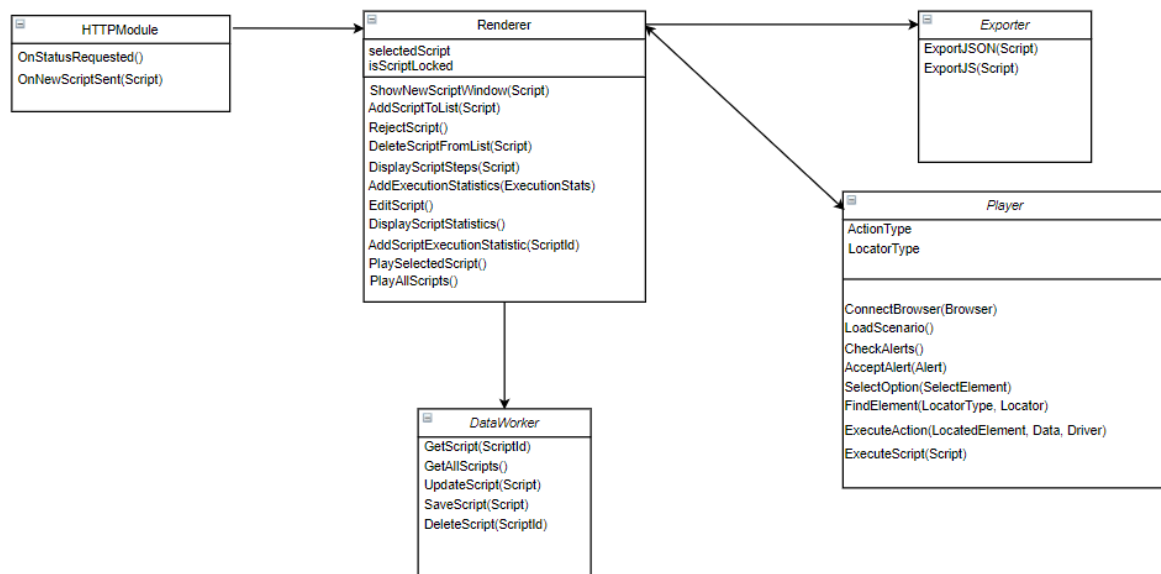 HTTPModule
OnStatusRequested()
OnNewScriptSent(Script)
Renderer
selectedScript
isScriptLocked
ShowNewScriptWindow(Script)
AddScriptToList(Script)
RejectScript()
DeleteScriptFromList(Script)
DisplayScriptSteps(Script)
AddExecutionStatistics(ExecutionStats)
EditScript()
DisplayScriptStatistics()
AddScriptExecutionStatistic(ScriptId)
PlaySelectedScript()
PlayAllScripts()
Exporter
ExportJSON(Script)
ExportJS(Script)
Player
ActionType
LocatorType
ConnectBrowser(Browser)
LoadScenario()
CheckAlerts()
AcceptAlert(Alert)
SelectOption(SelectElement)
FindElement(LocatorType, Locator)
ExecuteAction(LocatedElement, Data, Driver)
ExecuteScript(Script)
DataWorker
GetScript(ScriptId)
GetAllScripts()
UpdateScript(Script)
SaveScript(Script)
DeleteScript(ScriptId)